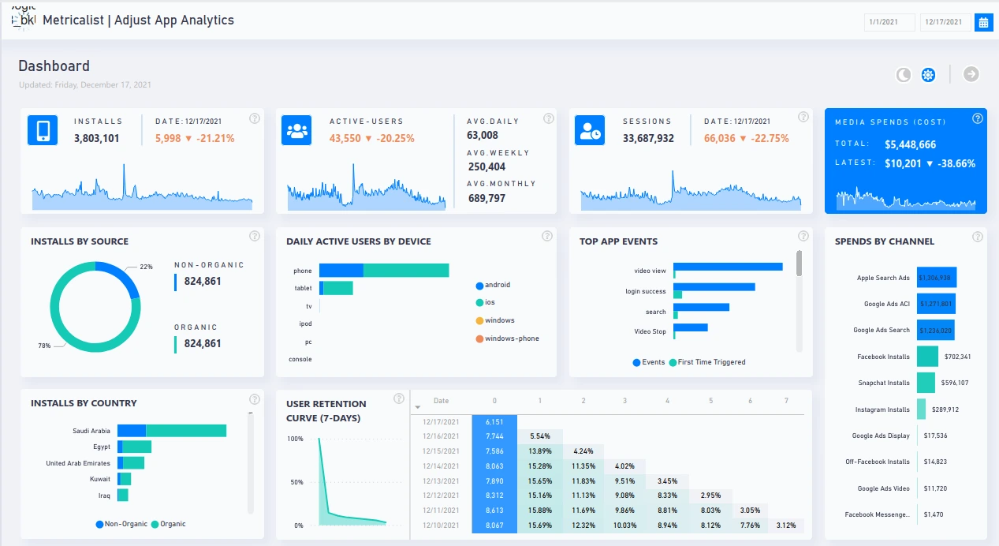 Metricalist | Adjust App Analytics
1/1/2021
12/17/2021
Dashboard
Updated: Friday, December 17, 2021
INSTALLS
3,803,101
DATE: 12/17/2021
5,998 ▼ -21.21%
ACTIVE-USERS
43,550 ▼ -20.25%
AVG.DAILY
63,008
AVG.WEEKLY
250,404
AVG.MONTHLY
689,797
SESSIONS
33,687,932
DATE: 12/17/2021
66,036 ▼ -22.75%
MEDIA SPENDS (COST)
TOTAL: $5,448,666
LATEST: $10,201 ▼ -38.66%
INSTALLS BY SOURCE
22%
78%
NON-ORGANIC
824,861
ORGANIC
824,861
DAILY ACTIVE USERS BY DEVICE
phone
tablet
tv
ipod
pc
console
android
ios
windows
windows-phone
TOP APP EVENTS
video view
login success
search
Video Stop
Events First Time Triggered
SPENDS BY CHANNEL
Apple Search Ads $1,306,938
Google Ads ACI $1,271,801
Google Ads Search $1,236,020
Facebook Installs $702,341
Snapchat Installs $596,107
Instagram Installs $289,912
Google Ads Display $17,536
Off-Facebook Installs $14,823
Google Ads Video $11,720
Facebook Messenge.. $1,470
INSTALLS BY COUNTRY
Saudi Arabia
Egypt
United Arab Emirates
Kuwait
Iraq
Non-Organic Organic
USER RETENTION
CURVE (7-DAYS)
100%
50%
0%
Date 0 1 2 3 4 5 6 7
12/17/2021 6,151
12/16/2021 7,744 5.54%
12/15/2021 7,586 13.89% 4.24%
12/14/2021 8,063 15.28% 11.35% 4.02%
12/13/2021 7,890 15.65% 11.83% 9.51% 3.45%
12/12/2021 8,312 15.16% 11.13% 9.08% 8.33% 2.95%
12/11/2021 8,613 15.88% 11.69% 9.86% 8.81% 8.03% 3.05%
12/10/2021 8,067 15.69% 12.32% 10.03% 8.94% 8.12% 7.76% 3.12%